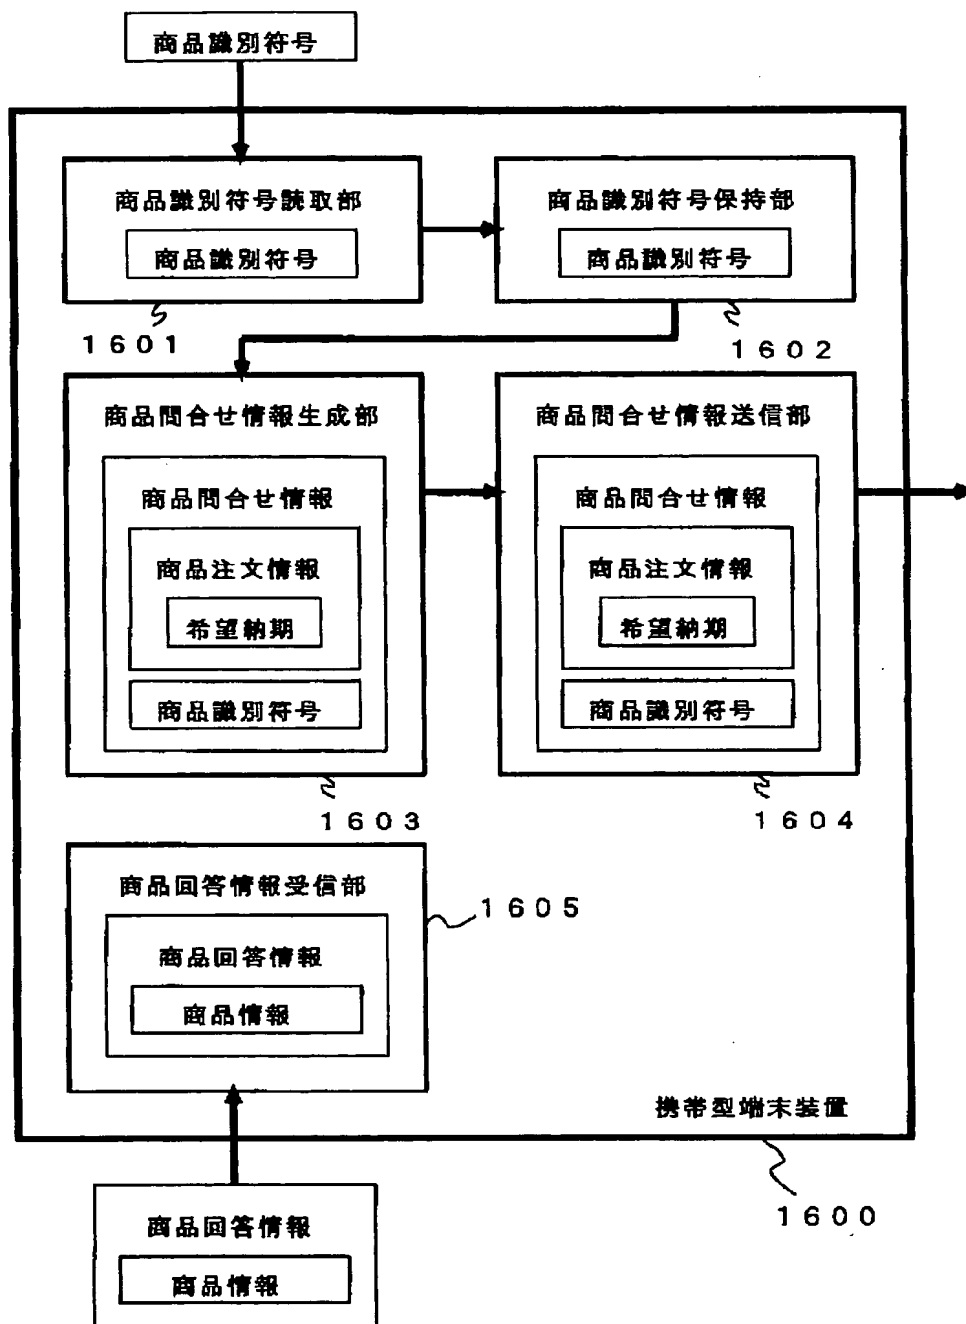 商品識別符号
商品識別符号読取部
商品識別符号
1601
商品識別符号保持部
商品識別符号
1602
商品問合せ情報生成部
商品問合せ情報
商品注文情報
希望納期
商品識別符号
1603
商品問合せ情報送信部
商品問合せ情報
商品注文情報
希望納期
商品識別符号
1604
商品回答情報受信部
商品回答情報
商品情報
1605
携帯型端末装置
1600
商品回答情報
商品情報